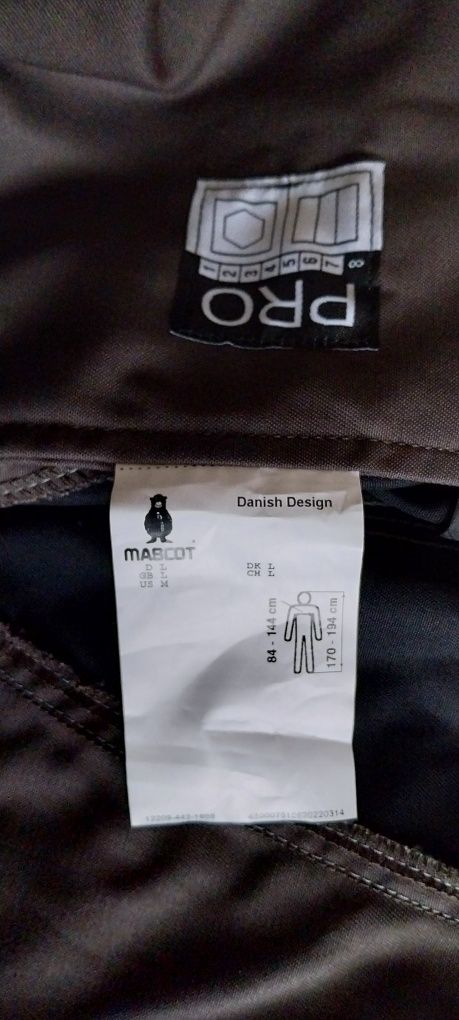 PRO
1 2 3 4 5 6 7 8
Danish Design
MASCOT
D L
GB L
US M
DK L
CH L
84 - 144 cm
170 - 194 cm